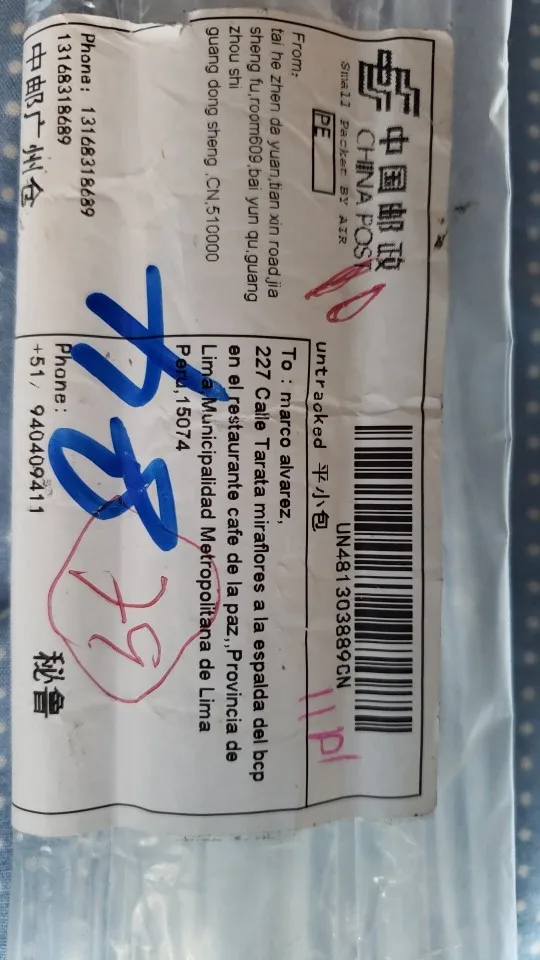 中国邮政
CHINA POST
Small Packet BY AIR
PE
From:
tai he zhen da yuan,tian xin road,jia
sheng fu,room609,bai yun qu,guang
zhou shi
guang dong sheng ,CN,510000
Phone: 13168318689
13168318689
中邮广州仓
UN481303889CN
untracked 平小包
To : marco alvarez,
227 Calle Tarata miraflores a la espalda del bcp
en el restaurante cafe de la paz,,Provincia de
Lima Municipalidad Metropolitana de Lima
Peru,15074
Phone:
+51/ 940409411
秘鲁